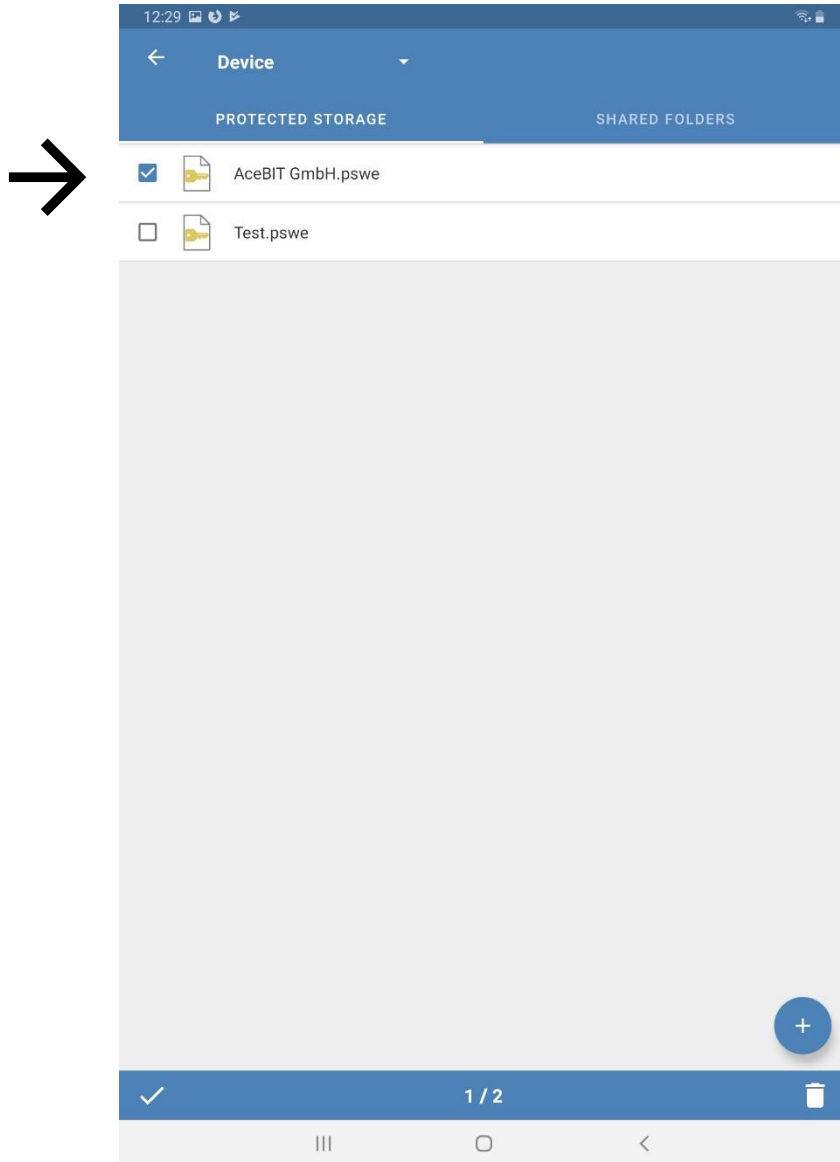 12:29
Device
PROTECTED STORAGE SHARED FOLDERS
AceBIT GmbH.pswe
Test.pswe
1 / 2